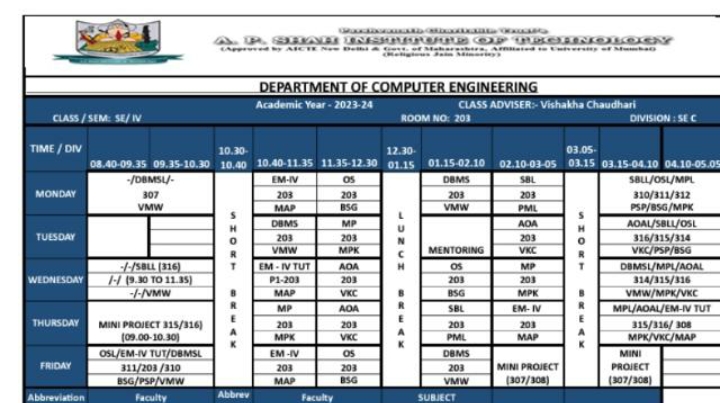 Parshvanath Charitable Trust's
A. P. SHAH INSTITUTE OF TECHNOLOGY
(Approved by AICTE New Delhi & Govt. of Maharashtra, Affiliated to University of Mumbai)
(Religious Jain Minority)
DEPARTMENT OF COMPUTER ENGINEERING
Academic Year - 2023-24 CLASS ADVISER:- Vishakha Chaudhari
CLASS / SEM: SE/ IV ROOM NO: 203 DIVISION : SE C
TIME / DIV 08.40-09.35 09.35-10.30 10.30-10.40 10.40-11.35 11.35-12.30 12.30-01.15 01.15-02.10 02.10-03-05 03.05-03.15 03.15-04.10 04.10-05.05
SHORT BREAK
LUNCH BREAK
SHORT BREAK
MONDAY
-/DBMSL/- EM-IV OS DBMS SBL SBLL/OSL/MPL
307 203 203 203 203 310/311/312
VMW MAP BSG VMW PML PSP/BSG/MPK
TUESDAY
DBMS MP AOA AOAL/SBLL/OSL
203 203 203 316/315/314
VMW MPK MENTORING VKC VKC/PSP/BSG
WEDNESDAY
-/-/SBLL (316) EM - IV TUT AOA OS MP DBMSL/MPL/AOAL
/-/ (9.30 TO 11.35) P1-203 203 203 203 314/315/316
-/-/VMW MAP VKC BSG MPK VMW/MPK/VKC
THURSDAY
MP AOA SBL EM- IV MPL/AOAL/EM-IV TUT
MINI PROJECT 315/316) 203 203 203 203 315/316/ 308
(09.00-10.30) MPK VKC PML MAP MPK/VKC/MAP
FRIDAY
OSL/EM-IV TUT/DBMSL EM -IV OS DBMS MINI
311/203 /310 203 203 203 MINI PROJECT PROJECT
BSG/PSP/VMW MAP BSG VMW (307/308) (307/308)
Abbreviation Faculty Abbrev Faculty SUBJECT